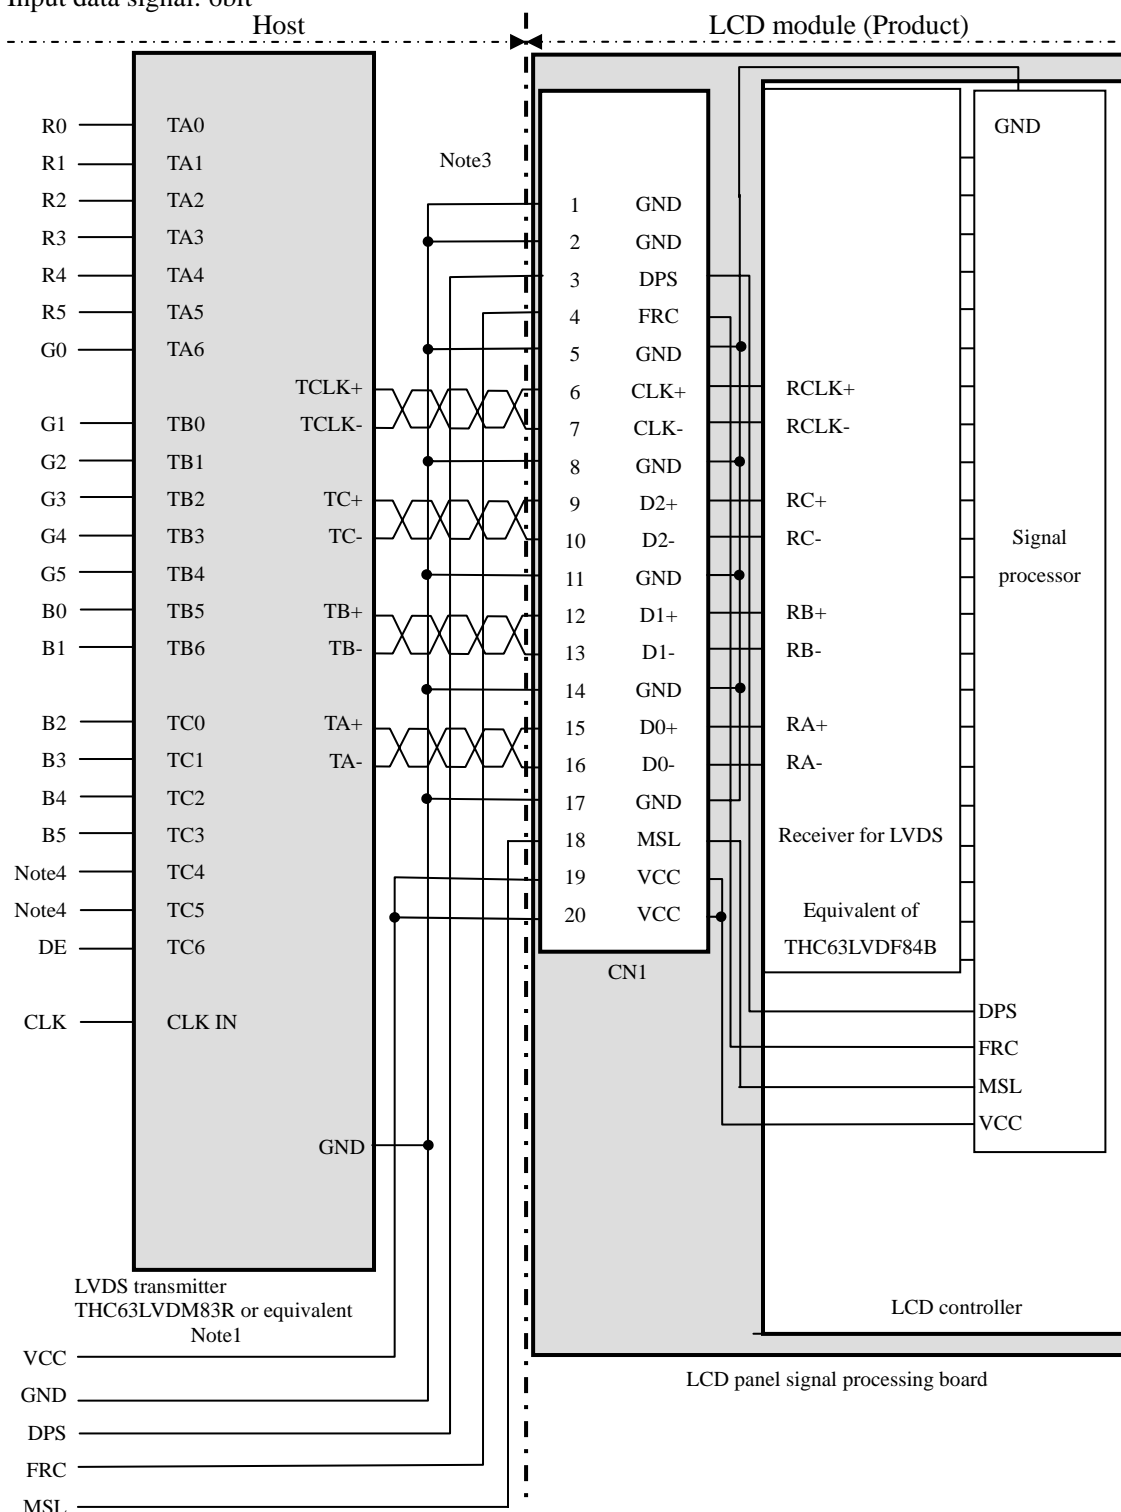 Input data signal: 6bit
Host
LCD module (Product)
R0 TA0
R1 TA1
R2 TA2
R3 TA3
R4 TA4
R5 TA5
G0 TA6
G1 TB0
G2 TB1
G3 TB2
G4 TB3
G5 TB4
B0 TB5
B1 TB6
B2 TC0
B3 TC1
B4 TC2
B5 TC3
Note4 TC4
Note4 TC5
DE TC6
CLK CLK IN
TCLK+
TCLK-
TC+
TC-
TB+
TB-
TA+
TA-
GND
Note3
1 GND
2 GND
3 DPS
4 FRC
5 GND
6 CLK+
7 CLK-
8 GND
9 D2+
10 D2-
11 GND
12 D1+
13 D1-
14 GND
15 D0+
16 D0-
17 GND
18 MSL
19 VCC
20 VCC
CN1
RCLK+
RCLK-
RC+
RC-
RB+
RB-
RA+
RA-
Receiver for LVDS
Equivalent of
THC63LVDF84B
GND
Signal
processor
DPS
FRC
MSL
VCC
LCD controller
LCD panel signal processing board
LVDS transmitter
THC63LVDM83R or equivalent
Note1
VCC
GND
DPS
FRC
MSL